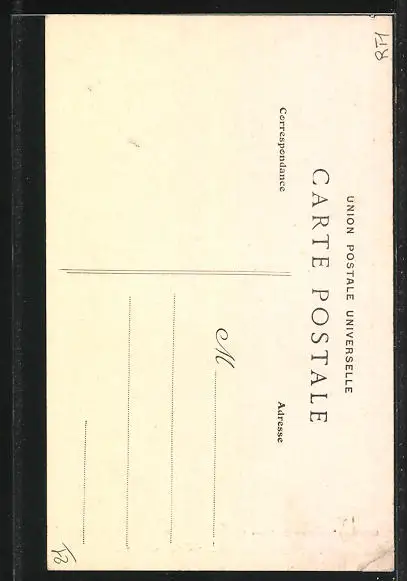 UNION POSTALE UNIVERSELLE
CARTE POSTALE
Correspondance
Adresse
M